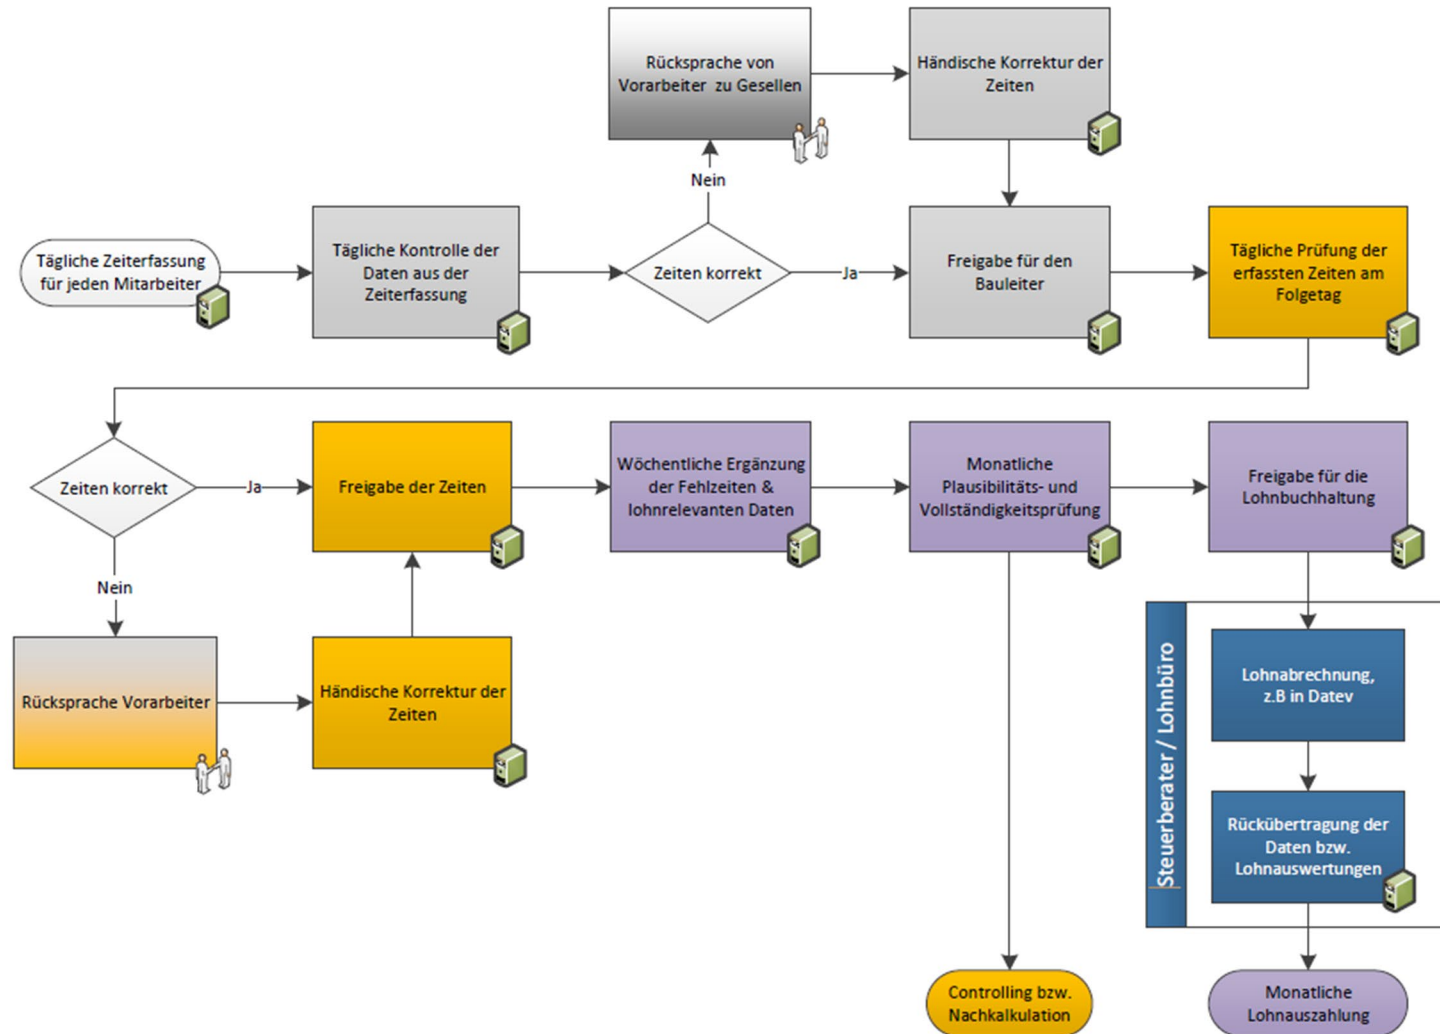 Rücksprache von
Vorarbeiter zu Gesellen
Händische Korrektur der
Zeiten
Nein
Tägliche Zeiterfassung
für jeden Mitarbeiter
Tägliche Kontrolle der
Daten aus der
Zeiterfassung
Zeiten korrekt
Ja
Freigabe für den
Bauleiter
Tägliche Prüfung der
erfassten Zeiten am
Folgetag
Zeiten korrekt
Ja
Freigabe der Zeiten
Wöchentliche Ergänzung
der Fehlzeiten &
lohnrelevanten Daten
Monatliche
Plausibilitäts- und
Vollständigkeitsprüfung
Freigabe für die
Lohnbuchhaltung
Nein
Rücksprache Vorarbeiter
Händische Korrektur der
Zeiten
Steuerberater / Lohnbüro
Lohnabrechnung,
z.B in Datev
Rückübertragung der
Daten bzw.
Lohnauswertungen
Controlling bzw.
Nachkalkulation
Monatliche
Lohnauszahlung